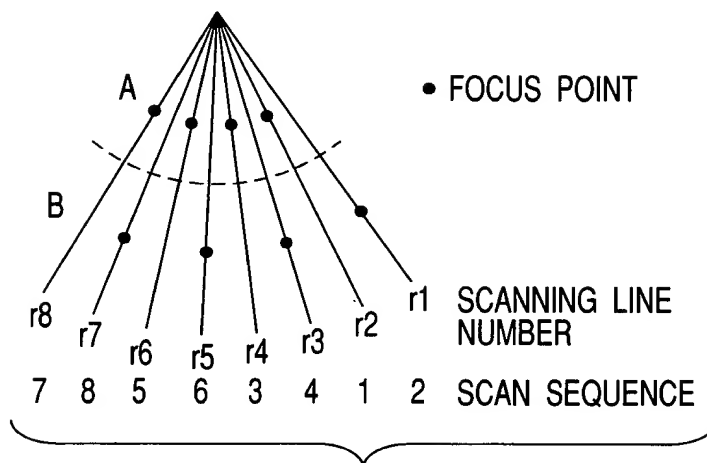 A
● FOCUS POINT
B
r8 r7 r6 r5 r4 r3 r2 r1 SCANNING LINE
NUMBER
7 8 5 6 3 4 1 2 SCAN SEQUENCE